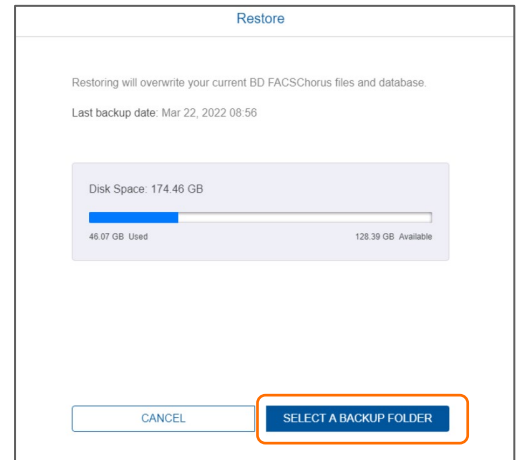 Restore
Restoring will overwrite your current BD FACSChorus files and database.
Last backup date: Mar 22, 2022 08:56
Disk Space: 174.46 GB
46.07 GB Used 128.39 GB Available
CANCEL SELECT A BACKUP FOLDER